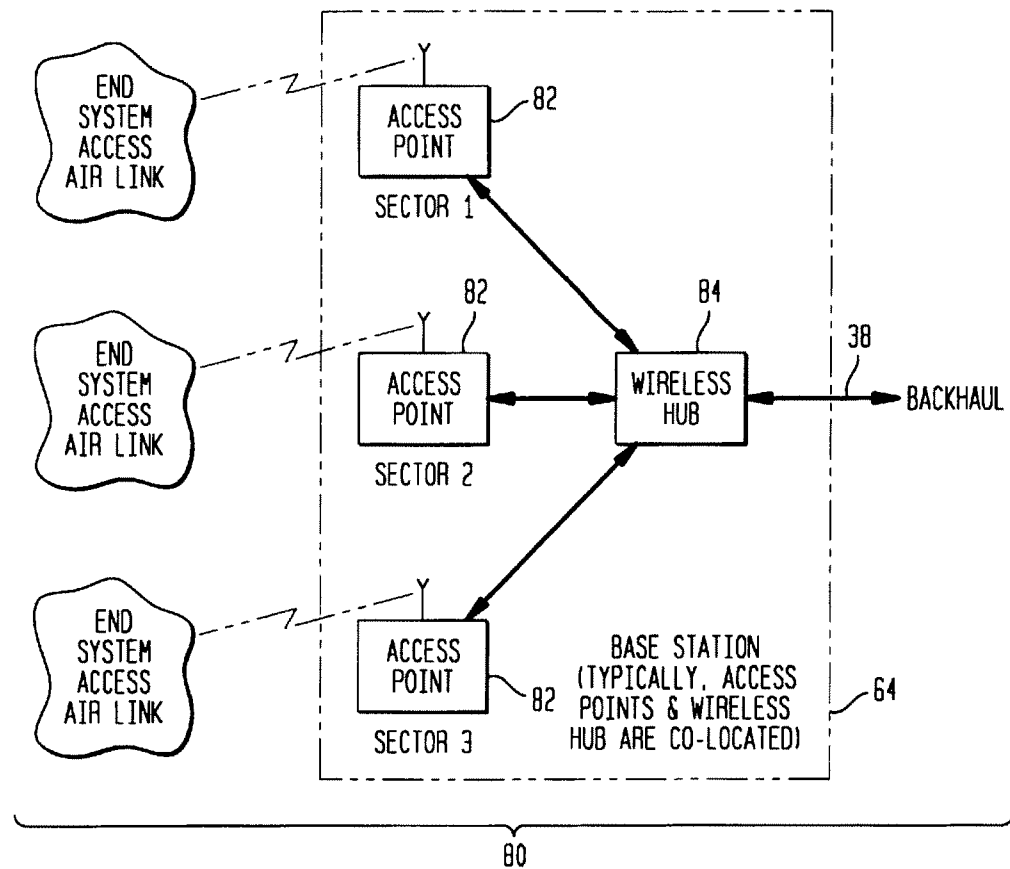 END
SYSTEM
ACCESS
AIR LINK
ACCESS
POINT
82
SECTOR 1
END
SYSTEM
ACCESS
AIR LINK
82
ACCESS
POINT
SECTOR 2
84
WIRELESS
HUB
38
BACKHAUL
END
SYSTEM
ACCESS
AIR LINK
ACCESS
POINT
82
SECTOR 3
BASE STATION
(TYPICALLY, ACCESS
POINTS & WIRELESS
HUB ARE CO-LOCATED)
64
80